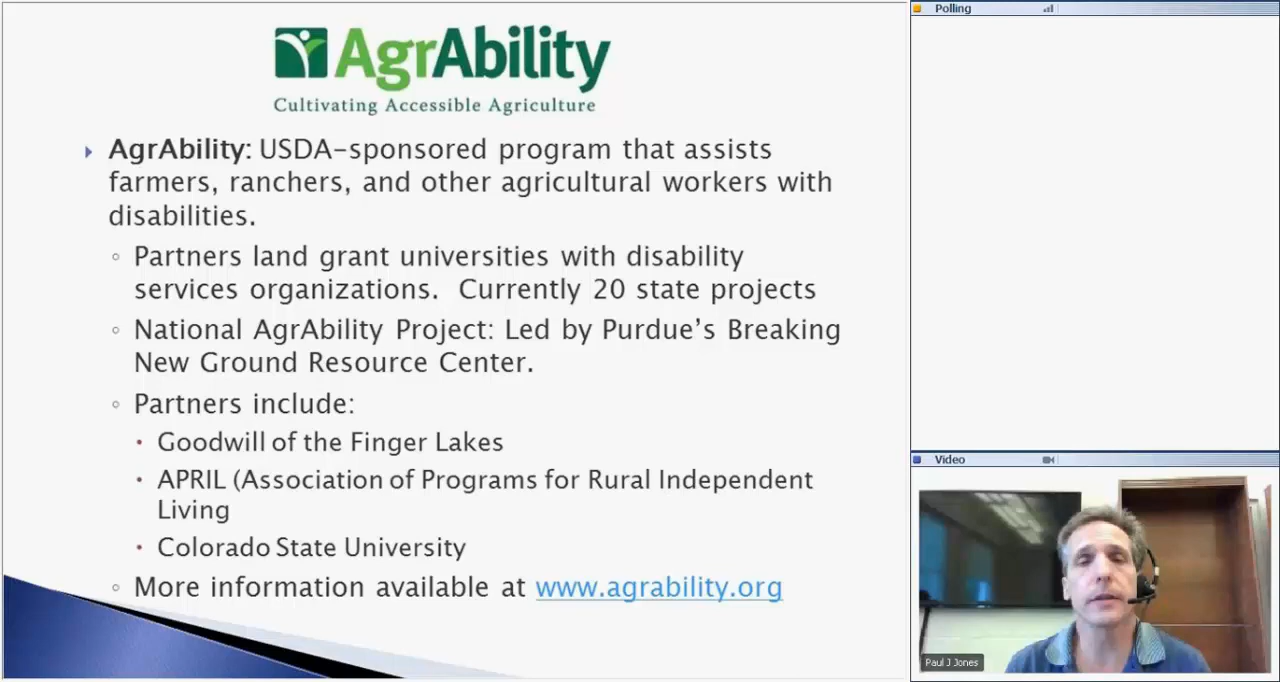 AgrAbility
Cultivating Accessible Agriculture
AgrAbility: USDA-sponsored program that assists
farmers, ranchers, and other agricultural workers with
disabilities.
Partners land grant universities with disability
services organizations. Currently 20 state projects
National AgrAbility Project: Led by Purdue's Breaking
New Ground Resource Center.
Partners include:
Goodwill of the Finger Lakes
APRIL (Association of Programs for Rural Independent
Living
Colorado State University
More information available at www.agrability.org
Polling
Video
Paul J Jones